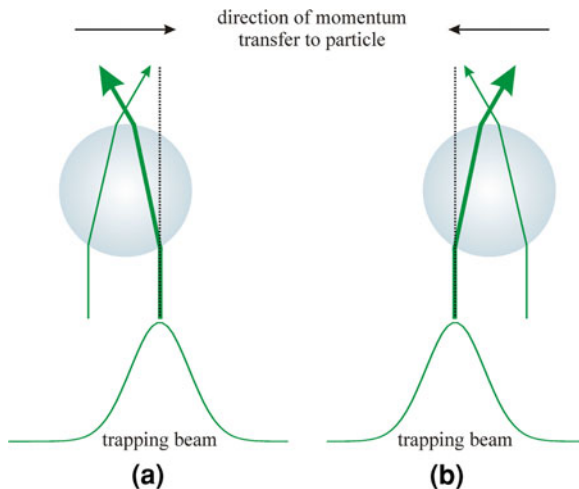 direction of momentum
transfer to particle
trapping beam
trapping beam
(a)
(b)